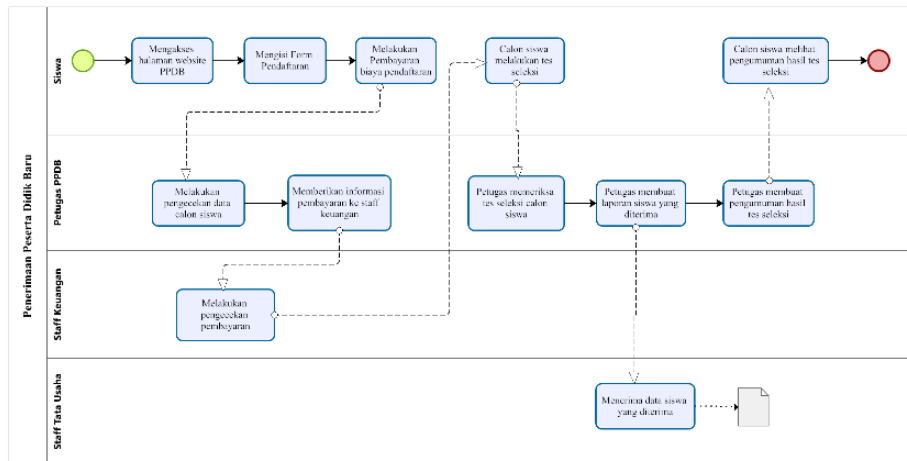 Penerimaan Peserta Didik Baru
Siswa
Mengakses
halaman website
PPDB
Mengisi Form
Pendaftaran
Melakukan
Pembayaran
biaya pendaftaran
Calon siswa
melakukan tes
seleksi
Calon siswa melihat
pengumuman hasil tes
seleksi
Petugas PPDB
Melakukan
pengecekan data
calon siswa
Memberikan informasi
pembayaran ke staff
keuangan
Petugas memeriksa
tes seleksi calon
siswa
Petugas membuat
laporan siswa yang
diterima
Petugas membuat
pengumuman hasil
tes seleksi
Staff Keuangan
Melakukan
pengecekan
pembayaran
Staff Tata Usaha
Menerima data siswa
yang diterima